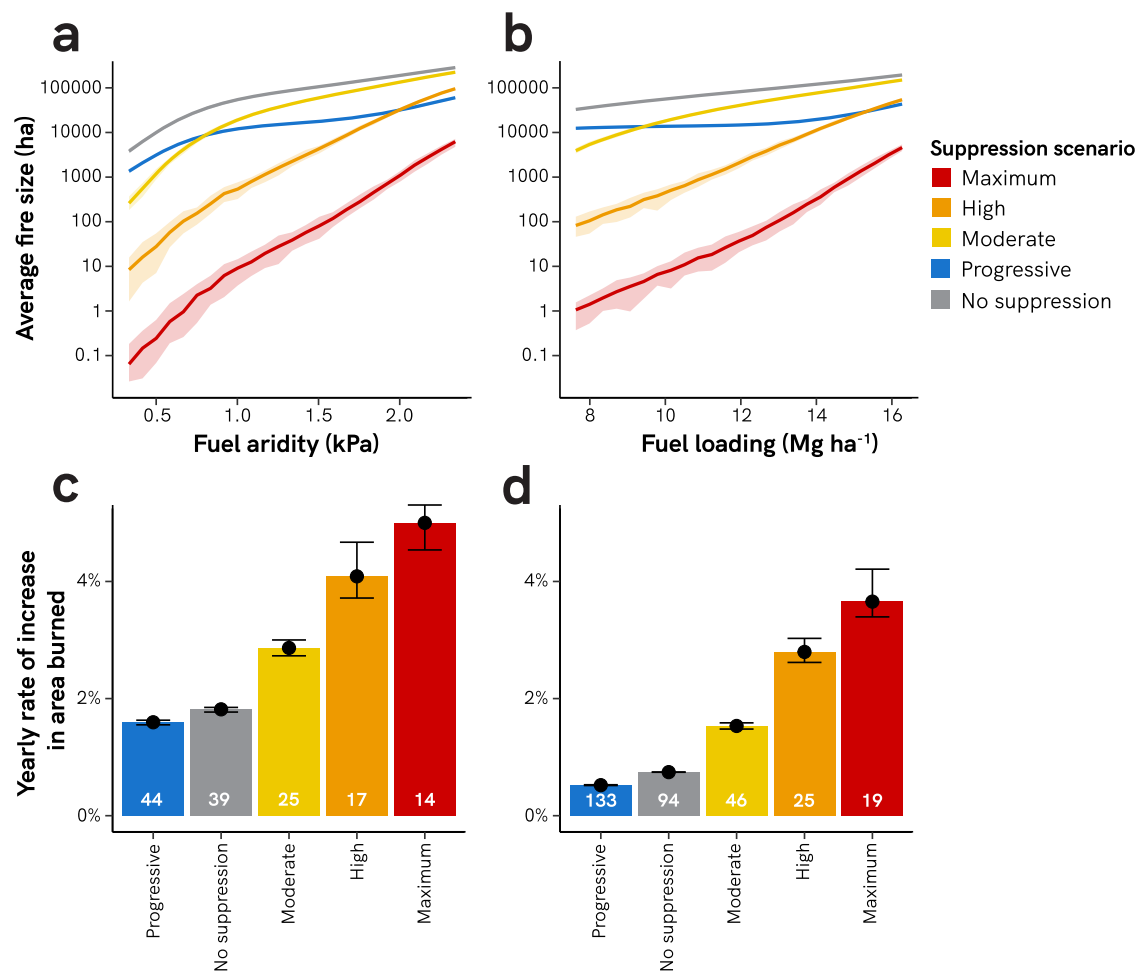 a
b
100000
10000
1000
100
10
1
0.1
Average fire size (ha)
0.5
1.0
1.5
2.0
Fuel aridity (kPa)
100000
10000
1000
100
10
1
0.1
8
10
12
14
16
Fuel loading (Mg ha⁻¹)
Suppression scenario
Maximum
High
Moderate
Progressive
No suppression
c
d
Yearly rate of increase
in area burned
4%
2%
0%
44
39
25
17
14
Progressive
No suppression
Moderate
High
Maximum
4%
2%
0%
133
94
46
25
19
Progressive
No suppression
Moderate
High
Maximum